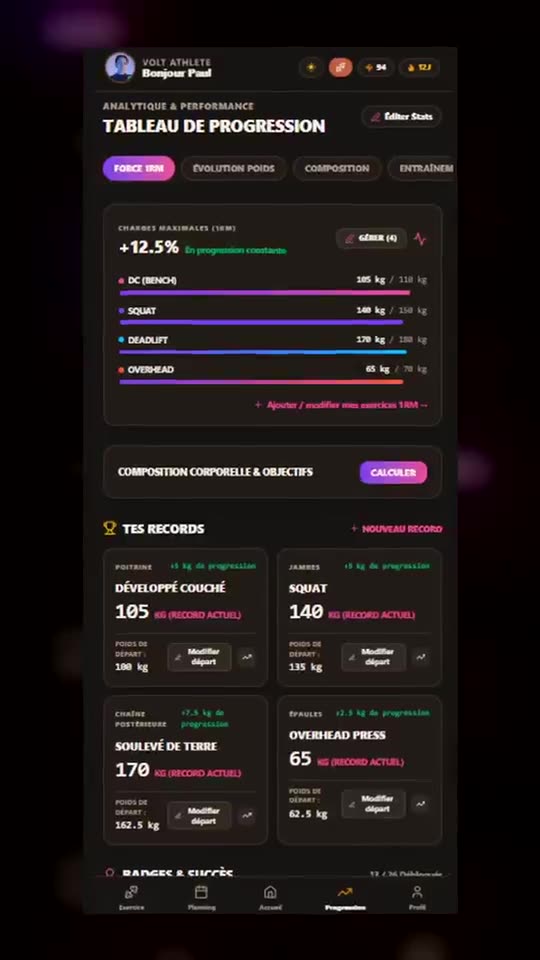 VOLT ATHLETE
Bonjour Paul
94
12J
ANALYTIQUE & PERFORMANCE
TABLEAU DE PROGRESSION
Éditer Stats
FORCE 1RM
ÉVOLUTION POIDS
COMPOSITION
ENTRAÎNEM
CHARGES MAXIMALES (1RM)
+12.5% En progression constante
GÉRER (4)
DC (BENCH) 105 kg / 110 kg
SQUAT 140 kg / 150 kg
DEADLIFT 170 kg / 180 kg
OVERHEAD 65 kg / 70 kg
+ Ajouter / modifier mes exercices 1RM →
COMPOSITION CORPORELLE & OBJECTIFS
CALCULER
TES RECORDS
+ NOUVEAU RECORD
POITRINE +5 kg de progression
DÉVELOPPÉ COUCHÉ
105 KG (RECORD ACTUEL)
POIDS DE
DÉPART :
100 kg
Modifier
départ
JAMBES +5 kg de progression
SQUAT
140 KG (RECORD ACTUEL)
POIDS DE
DÉPART :
135 kg
Modifier
départ
CHAÎNE
POSTÉRIEURE
+7.5 kg de
progression
SOULEVÉ DE TERRE
170 KG (RECORD ACTUEL)
POIDS DE
DÉPART :
162.5 kg
Modifier
départ
ÉPAULES +2.5 kg de progression
OVERHEAD PRESS
65 KG (RECORD ACTUEL)
POIDS DE
DÉPART :
62.5 kg
Modifier
départ
BADGES & SUCCÈS
Débloqués
Exercice
Planning
Accueil
Progression
Profil